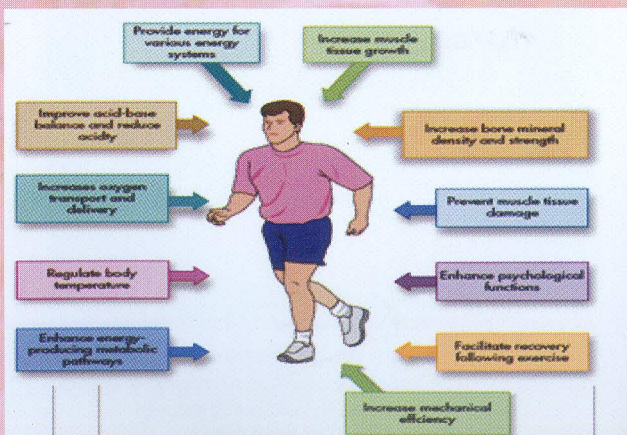 Provide energy for
various energy
systems
Increase muscle
tissue growth
Improve acid-base
balance and reduce
acidity
Increase bone mineral
density and strength
Increases oxygen
transport and
delivery
Prevent muscle tissue
damage
Regulate body
temperature
Enhance psychological
functions
Enhance energy-
producing metabolic
pathways
Facilitate recovery
following exercise
Increase mechanical
efficiency